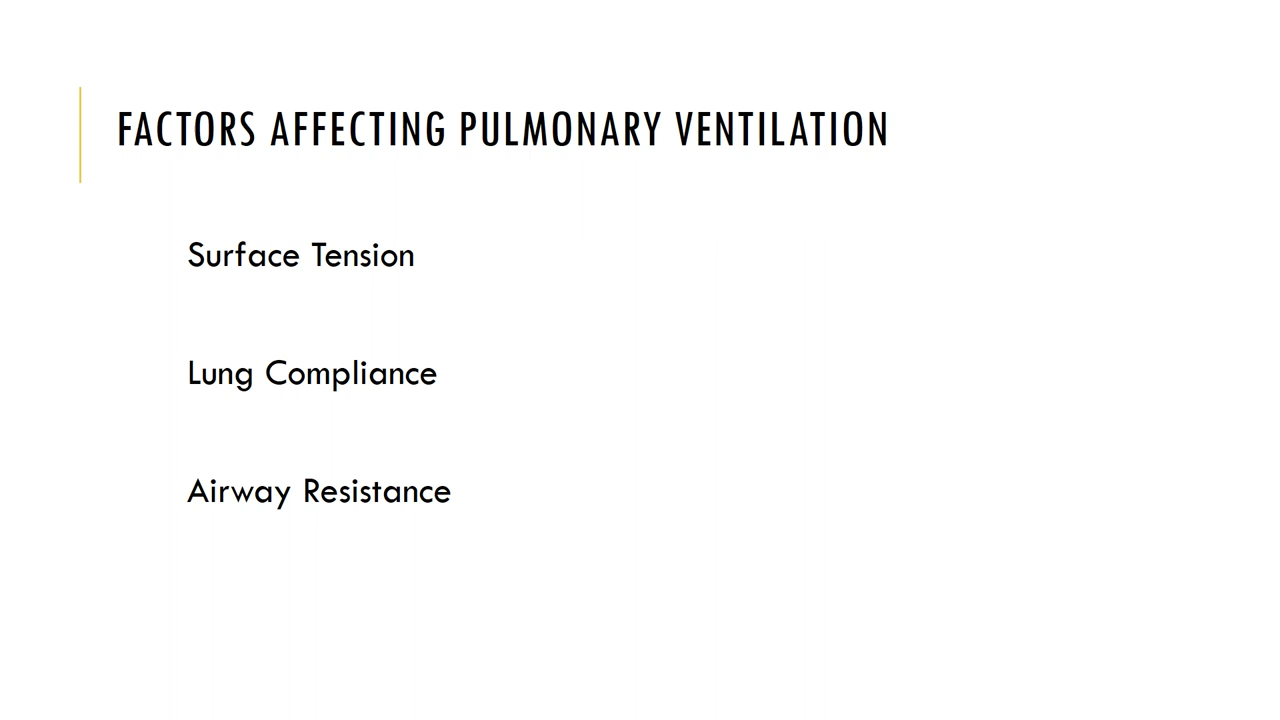 FACTORS AFFECTING PULMONARY VENTILATION
Surface Tension
Lung Compliance
Airway Resistance